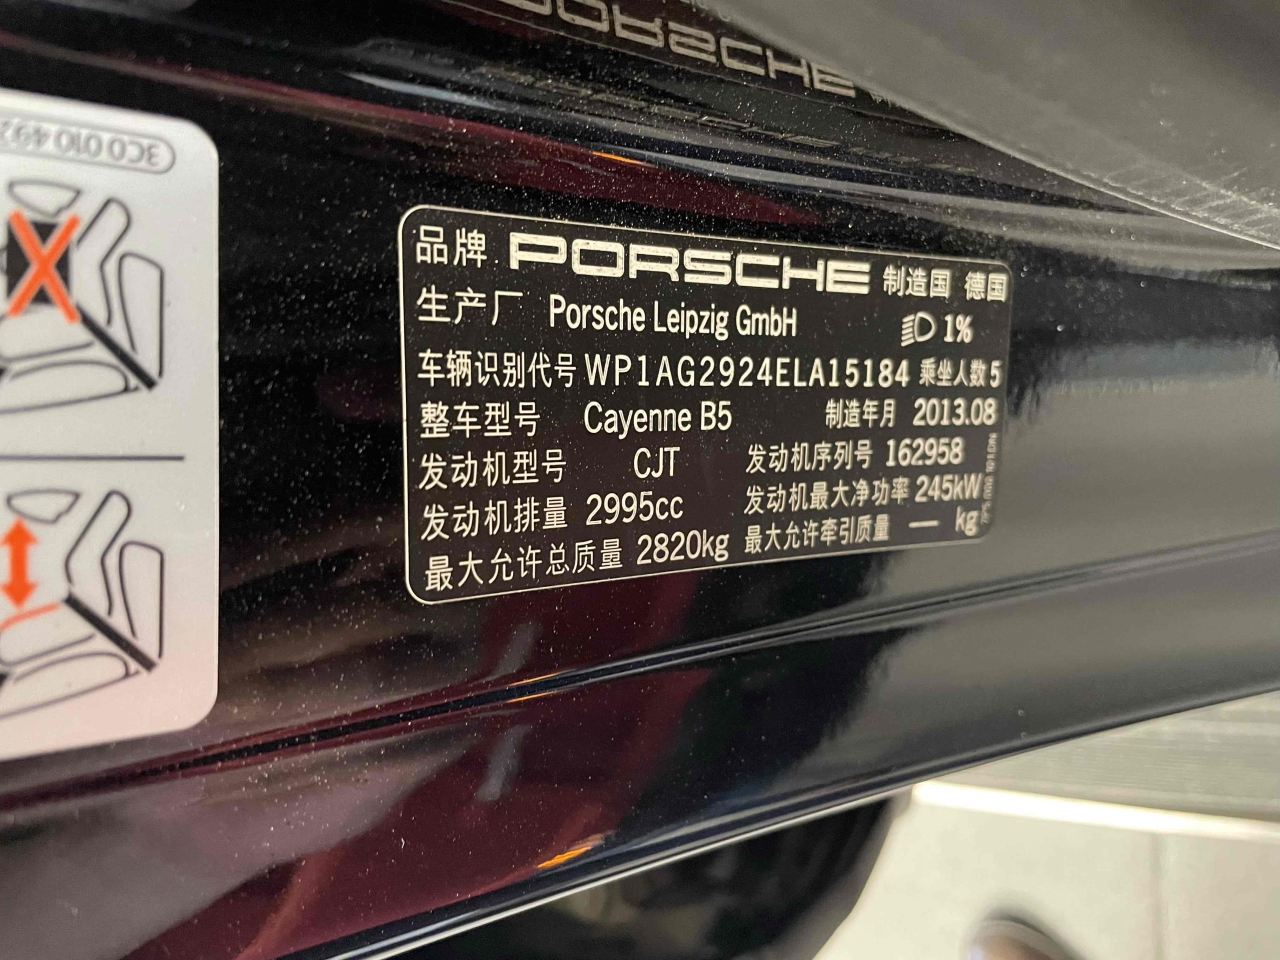 PORSCHE
3C0 010 49
品牌 PORSCHE 制造国 德国
生产厂 Porsche Leipzig GmbH 1%
车辆识别代号 WP1AG2924ELA15184 乘坐人数 5
整车型号 Cayenne B5 制造年月 2013.08
发动机型号 CJT 发动机序列号 162958
发动机排量 2995cc 发动机最大净功率 245kW
最大允许总质量 2820kg 最大允许牵引质量 — kg